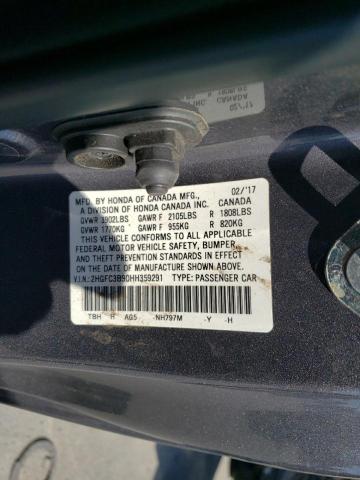 MFD. BY HONDA OF CANADA MFG., 02/'17
A DIVISION OF HONDA CANADA INC. CANADA
GVWR 3902LBS GAWR F 2105LBS R 1808LBS
GVWR 1770KG GAWR F 955KG R 820KG
THIS VEHICLE CONFORMS TO ALL APPLICABLE
FEDERAL MOTOR VEHICLE SAFETY, BUMPER,
AND THEFT PREVENTION STANDARDS IN EFFECT
ON THE DATE OF MANUFACTURE SHOWN ABOVE.
V.I.N.: 2HGFC3B90HH359291 TYPE: PASSENGER CAR
TBH H AG5 NH797M -Y -H